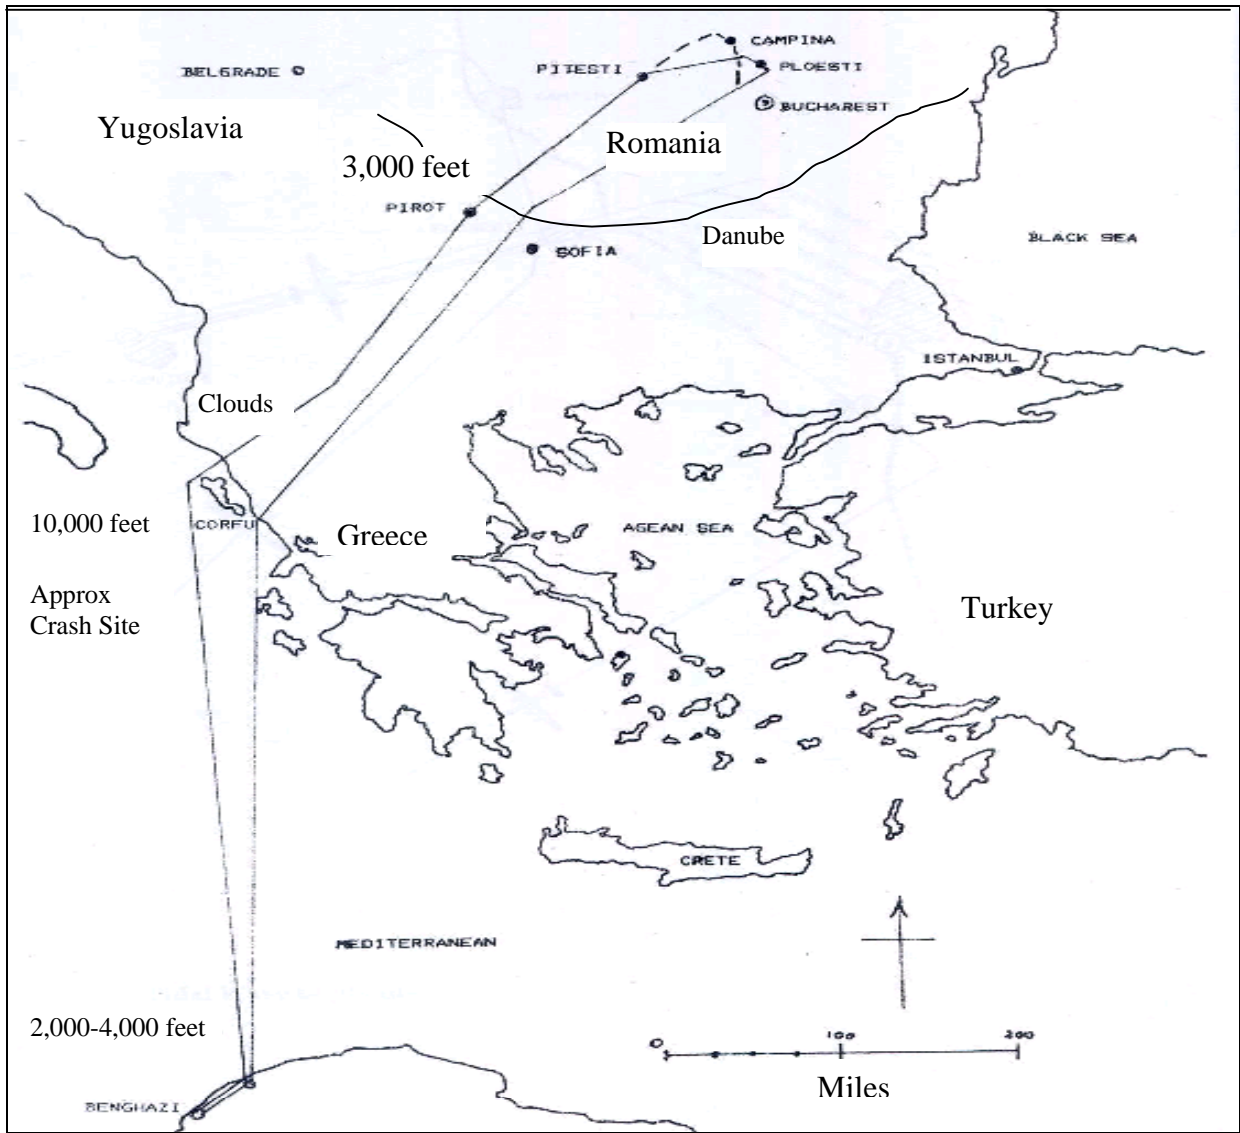 CAMPINA
PITESTI
PLOESTI
BELGRADE
BUCHAREST
Yugoslavia
Romania
3,000 feet
PIROT
Danube
BLACK SEA
SOFIA
ISTANBUL
Clouds
10,000 feet
CORFU
Greece
AGEAN SEA
Approx
Crash Site
Turkey
CRETE
MEDITERRANEAN
2,000-4,000 feet
0 100 200
Miles
BENGHAZI